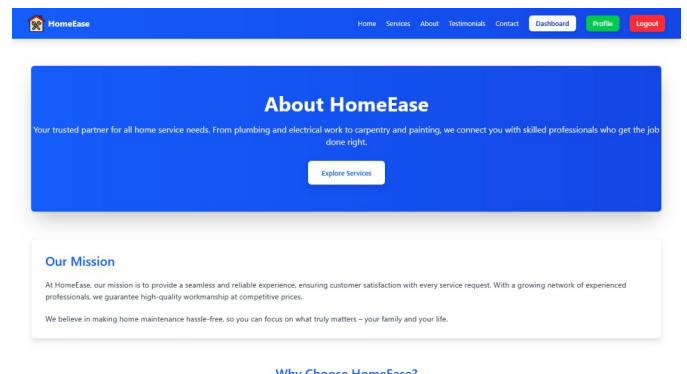 HomeEase
Home Services About Testimonials Contact Dashboard Profile Logout
About HomeEase
Your trusted partner for all home service needs. From plumbing and electrical work to carpentry and painting, we connect you with skilled professionals who get the job
done right.
Explore Services
Our Mission
At HomeEase, our mission is to provide a seamless and reliable experience, ensuring customer satisfaction with every service request. With a growing network of experienced
professionals, we guarantee high-quality workmanship at competitive prices.
We believe in making home maintenance hassle-free, so you can focus on what truly matters – your family and your life.
Why Choose HomeEase?